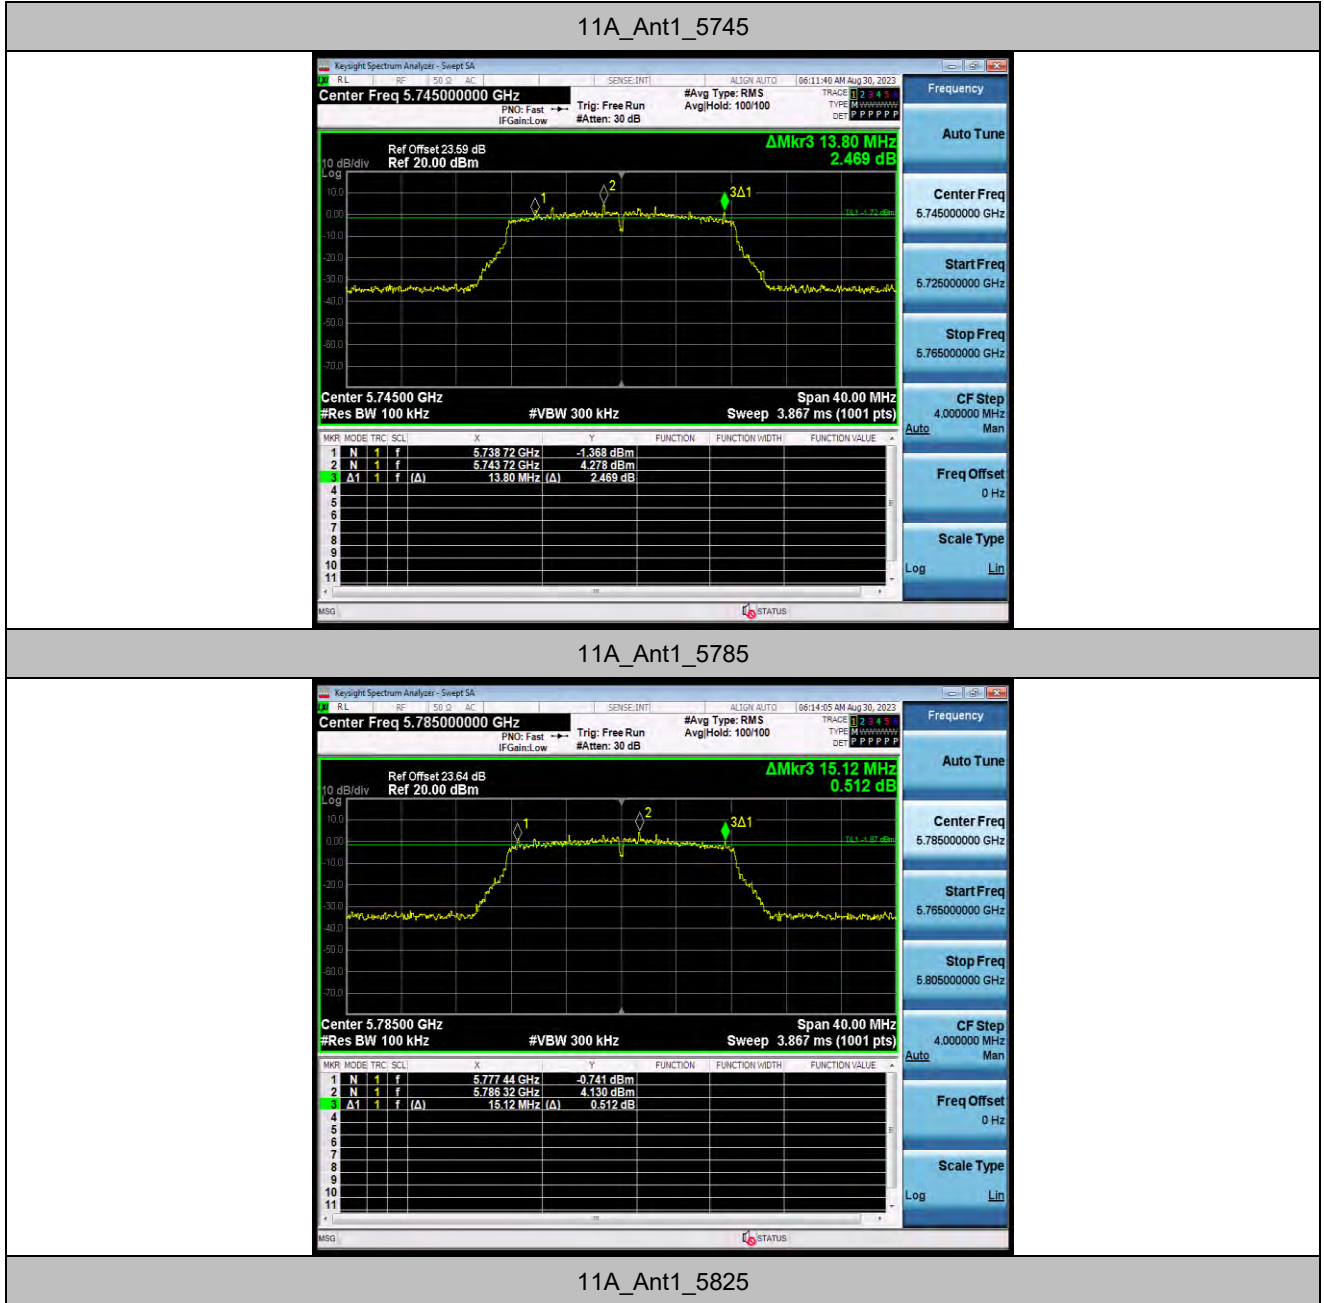 11A_Ant1_5745
Keysight Spectrum Analyzer - Swept SA
RL RF 50 Ω AC SENSE:INT ALIGN AUTO 06:11:40 AM Aug 30, 2023
Center Freq 5.745000000 GHz
PNO: Fast
IFGain:Low
Trig: Free Run
#Atten: 30 dB
#Avg Type: RMS
Avg|Hold: 100/100
TRACE 1 2 3 4 5 6
TYPE M
DET P P P P P P
ΔMkr3 13.80 MHz
2.469 dB
Ref Offset 23.59 dB
10 dB/div Ref 20.00 dBm
Log
10.0
0.00
-10.0
-20.0
-30.0
-40.0
-50.0
-60.0
-70.0
1
2
3Δ1
Center 5.74500 GHz Span 40.00 MHz
#Res BW 100 kHz #VBW 300 kHz Sweep 3.867 ms (1001 pts)
MKR MODE TRC SCL X Y FUNCTION FUNCTION WIDTH FUNCTION VALUE
1 N 1 f 5.738 72 GHz -1.368 dBm
2 N 1 f 5.743 72 GHz 4.278 dBm
3 Δ1 1 f (Δ) 13.80 MHz (Δ) 2.469 dB
4
5
6
7
8
9
10
11
MSG STATUS
Frequency
Auto Tune
Center Freq
5.745000000 GHz
Start Freq
5.725000000 GHz
Stop Freq
5.765000000 GHz
CF Step
4.000000 MHz
Auto Man
Freq Offset
0 Hz
Scale Type
Log Lin
11A_Ant1_5785
Keysight Spectrum Analyzer - Swept SA
RL RF 50 Ω AC SENSE:INT ALIGN AUTO 06:14:05 AM Aug 30, 2023
Center Freq 5.785000000 GHz
PNO: Fast
IFGain:Low
Trig: Free Run
#Atten: 30 dB
#Avg Type: RMS
Avg|Hold: 100/100
TRACE 1 2 3 4 5 6
TYPE M
DET P P P P P P
ΔMkr3 15.12 MHz
0.512 dB
Ref Offset 23.64 dB
10 dB/div Ref 20.00 dBm
Log
10.0
0.00
-10.0
-20.0
-30.0
-40.0
-50.0
-60.0
-70.0
1
2
3Δ1
Center 5.78500 GHz Span 40.00 MHz
#Res BW 100 kHz #VBW 300 kHz Sweep 3.867 ms (1001 pts)
MKR MODE TRC SCL X Y FUNCTION FUNCTION WIDTH FUNCTION VALUE
1 N 1 f 5.777 44 GHz -0.741 dBm
2 N 1 f 5.786 32 GHz 4.130 dBm
3 Δ1 1 f (Δ) 15.12 MHz (Δ) 0.512 dB
4
5
6
7
8
9
10
11
MSG STATUS
Frequency
Auto Tune
Center Freq
5.785000000 GHz
Start Freq
5.765000000 GHz
Stop Freq
5.805000000 GHz
CF Step
4.000000 MHz
Auto Man
Freq Offset
0 Hz
Scale Type
Log Lin
11A_Ant1_5825